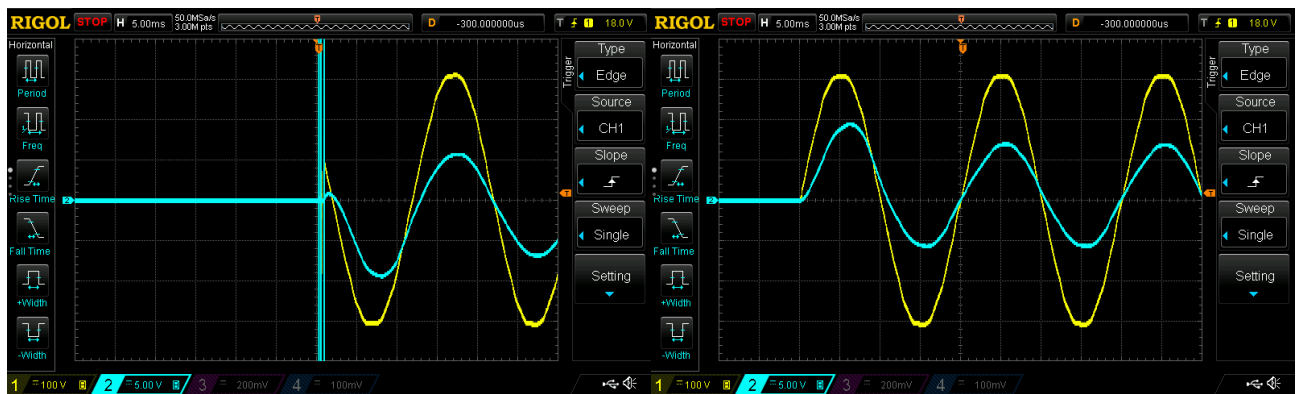 RIGOL STOP H 5.00ms 50.0MSa/s 3.00M pts D -300.000000us T 1 18.0 V
Horizontal
Period
Freq
Rise Time
Fall Time
+Width
-Width
T
2
T
Trigger
Type
Edge
Source
CH1
Slope
Sweep
Single
Setting
1 100 V B 2 5.00 V B 3 200mV 4 100mV
RIGOL STOP H 5.00ms 50.0MSa/s 3.00M pts D -300.000000us T 1 18.0 V
Horizontal
Period
Freq
Rise Time
Fall Time
+Width
-Width
T
2
T
Trigger
Type
Edge
Source
CH1
Slope
Sweep
Single
Setting
1 100 V B 2 5.00 V B 3 200mV 4 100mV